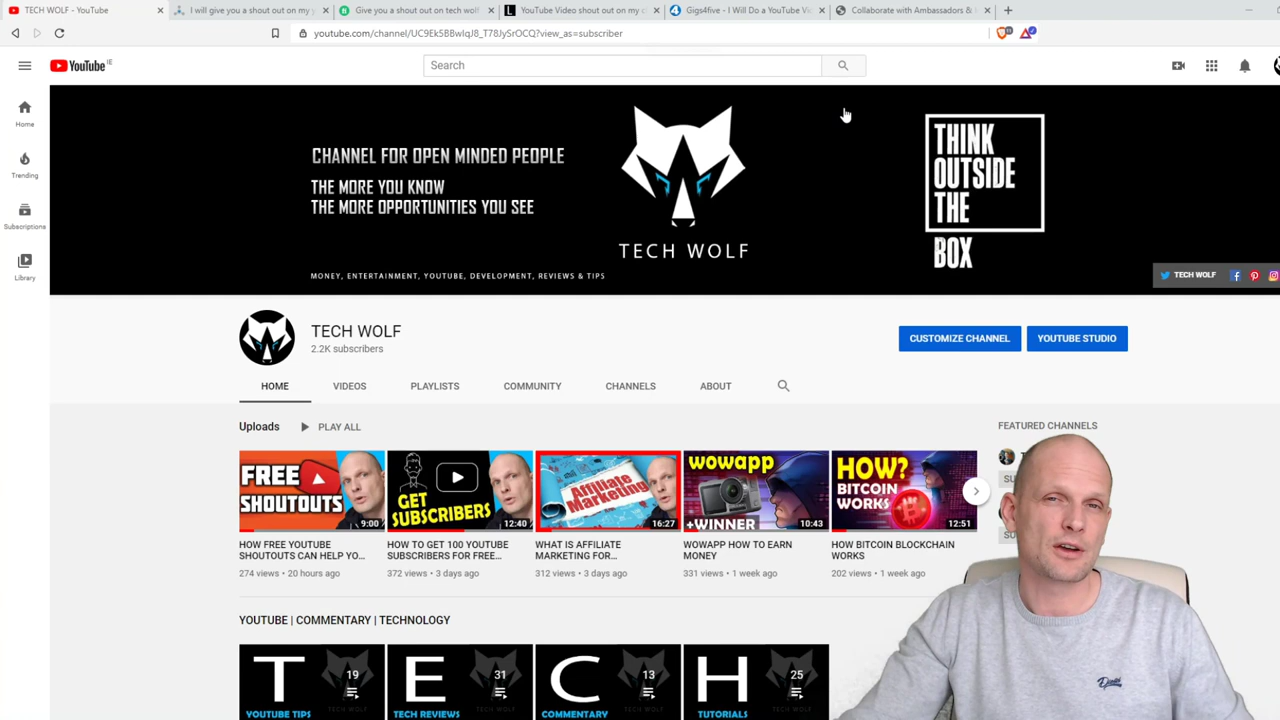 TECH WOLF - YouTube
I will give you a shout out on my y
Give you a shout out on tech wolf
YouTube Video shout out on my c
Gigs4five - I Will Do a YouTube Vi
Collaborate with Ambassadors & I
youtube.com/channel/UC9Ek5BBwIqJ8_T78JySrOCQ?view_as=subscriber
YouTube IE
Search
Home
Trending
Subscriptions
Library
CHANNEL FOR OPEN MINDED PEOPLE
THE MORE YOU KNOW
THE MORE OPPORTUNITIES YOU SEE
MONEY, ENTERTAINMENT, YOUTUBE, DEVELOPMENT, REVIEWS & TIPS
TECH WOLF
THINK
OUTSIDE
THE
BOX
TECH WOLF
TECH WOLF
2.2K subscribers
CUSTOMIZE CHANNEL
YOUTUBE STUDIO
HOME
VIDEOS
PLAYLISTS
COMMUNITY
CHANNELS
ABOUT
Uploads
PLAY ALL
FEATURED CHANNELS
FREE
SHOUTOUTS
9:00
GET
SUBSCRIBERS
12:40
Affiliate
Marketing
16:27
wowapp
+WINNER
10:43
HOW?
BITCOIN
WORKS
12:51
SU
SU
HOW FREE YOUTUBE
SHOUTOUTS CAN HELP YO...
274 views • 20 hours ago
HOW TO GET 100 YOUTUBE
SUBSCRIBERS FOR FREE...
372 views • 3 days ago
WHAT IS AFFILIATE
MARKETING FOR...
312 views • 3 days ago
WOWAPP HOW TO EARN
MONEY
331 views • 1 week ago
HOW BITCOIN BLOCKCHAIN
WORKS
202 views • 1 week ago
YOUTUBE | COMMENTARY | TECHNOLOGY
T
19
YOUTUBE TIPS
E
31
TECH REVIEWS
C
13
COMMENTARY
H
25
TUTORIALS